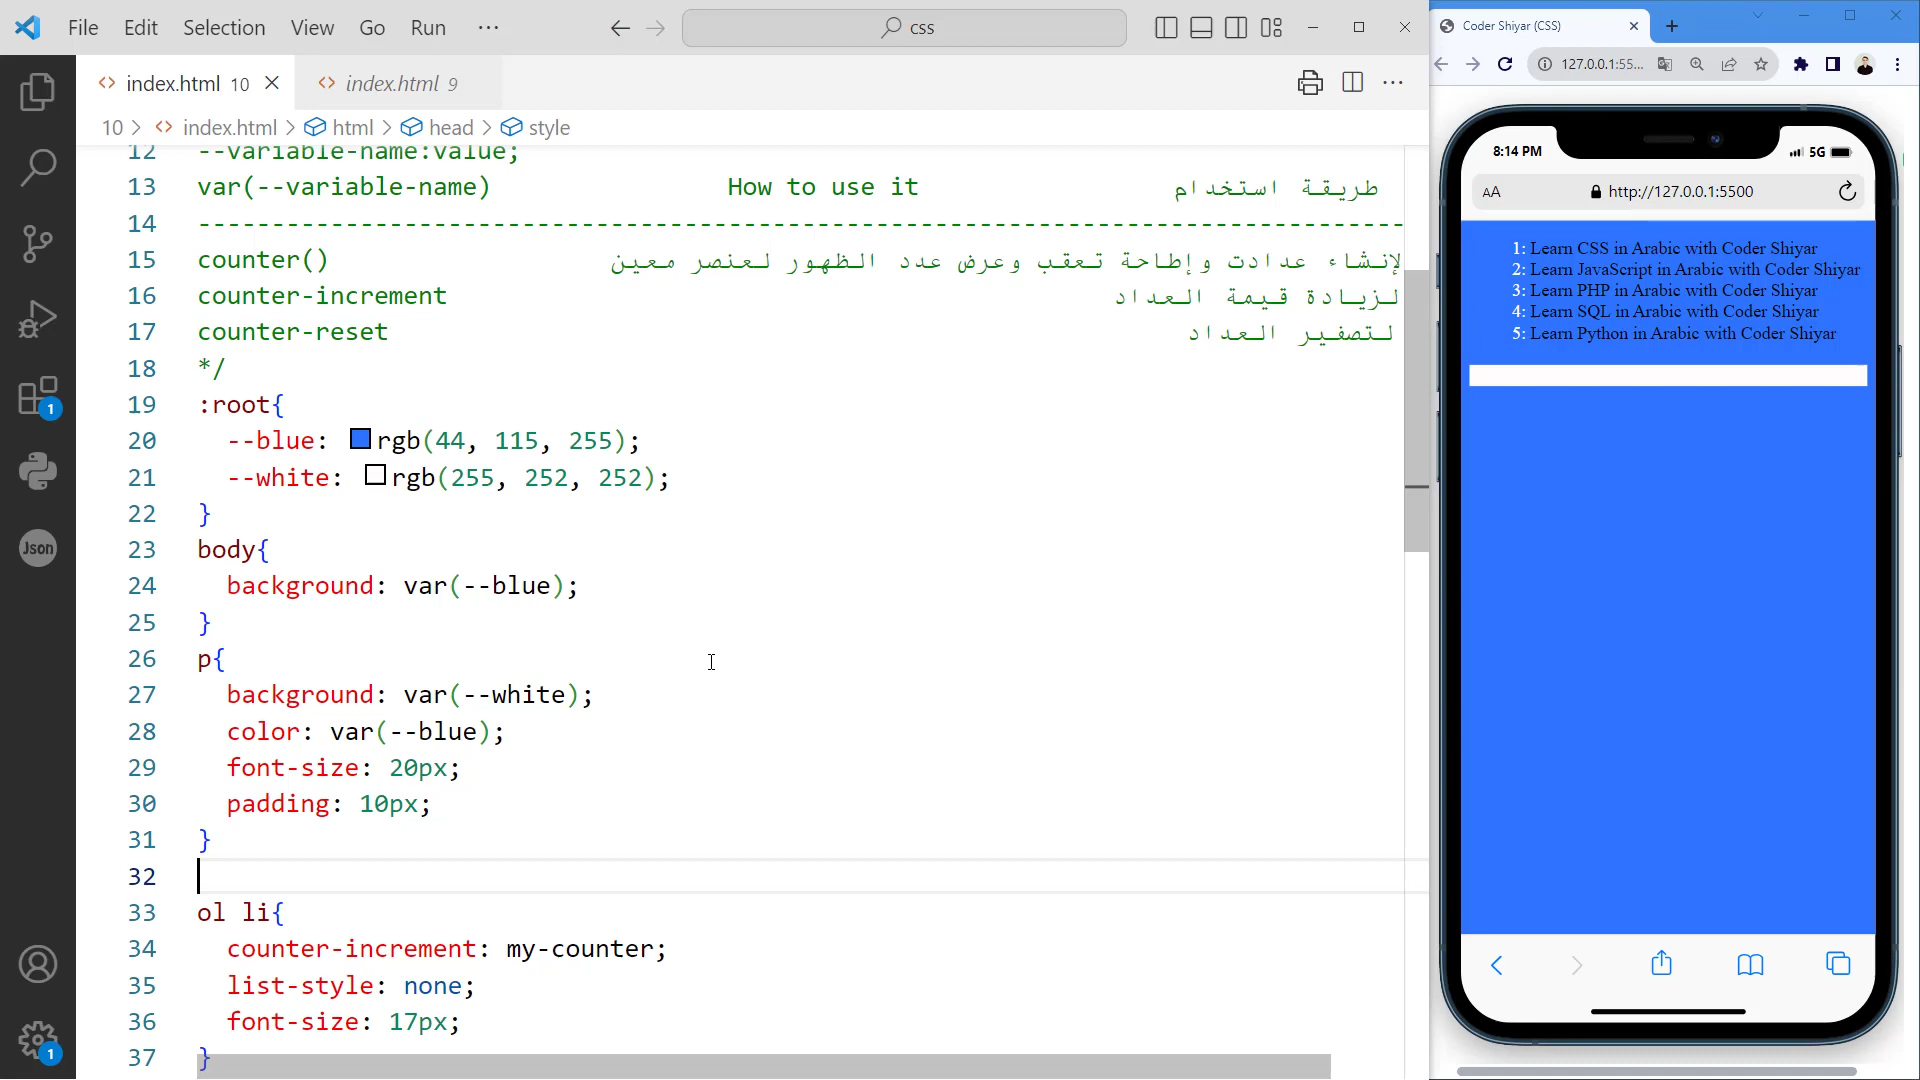 File Edit Selection View Go Run ···
css
index.html 10
index.html 9
10 > index.html > html > head > style
12 --variable-name:value;
13 var(--variable-name) How to use it طريقة استخدام
14 ----------------------------------------------------------------------------------
15 counter() لإنشاء عدادت وإطاحة تعقب وعرض عدد الظهور لعنصر معين
16 counter-increment لزيادة قيمة العداد
17 counter-reset لتصفير العداد
18 */
19 :root{
20 --blue: rgb(44, 115, 255);
21 --white: rgb(255, 252, 252);
22 }
23 body{
24 background: var(--blue);
25 }
26 p{
27 background: var(--white);
28 color: var(--blue);
29 font-size: 20px;
30 padding: 10px;
31 }
32
33 ol li{
34 counter-increment: my-counter;
35 list-style: none;
36 font-size: 17px;
37 }
1
Json
1
Coder Shiyar (CSS)
127.0.0.1:55...
8:14 PM 5G
AA http://127.0.0.1:5500
1: Learn CSS in Arabic with Coder Shiyar
2: Learn JavaScript in Arabic with Coder Shiyar
3: Learn PHP in Arabic with Coder Shiyar
4: Learn SQL in Arabic with Coder Shiyar
5: Learn Python in Arabic with Coder Shiyar